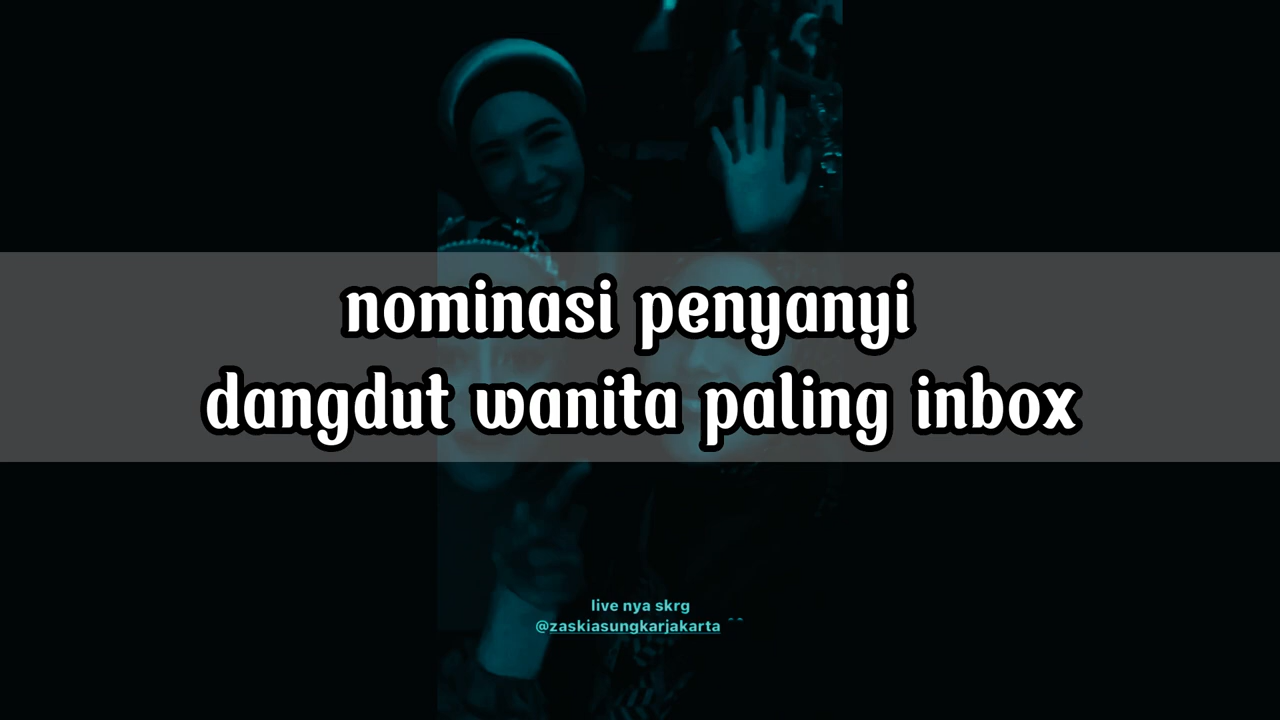 nominasi penyanyi
dangdut wanita paling inbox
live nya skrg
@zaskiasungkarjakarta ^^